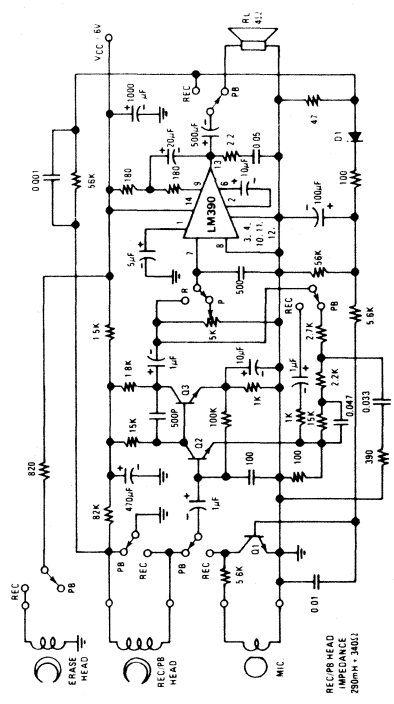 REC
ERASE
HEAD
PB
820
0.001
56K
VCC 6V
82K
15K
470µF
15K
1.8K
180
1000
µF
20µF
180
REC/PB
HEAD
PB
REC
PB
500P
1µF
R
P
5µF
1
14
9
7
LM390
6
8
2
13
3, 4,
10, 11,
12,
10µF
500µF
2.2
0.05
REC
PB
RL
4Ω
REC
1µF
Q2
Q3
5K
500
100K
10µF
1K
100
MIC
5.6K
Q1
100
REC
PB
1µF
1K
15K
2.2K
2.7K
0.047
56K
100µF
47
D1
100
5.6K
390
0.033
0.01
REC/PB HEAD
IMPEDANCE
290mH + 340Ω